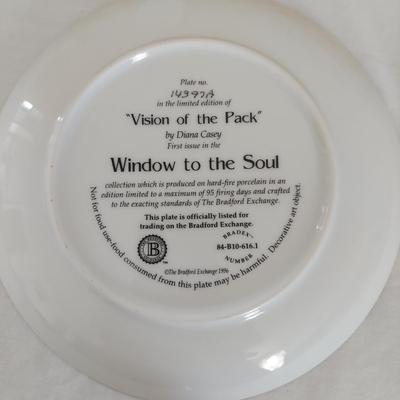 Plate no.
14397A
in the limited edition of
"Vision of the Pack"
by Diana Casey
First issue in the
Window to the Soul
collection which is produced on hard-fire porcelain in an
edition limited to a maximum of 95 firing days and crafted
to the exacting standards of The Bradford Exchange.
This plate is officially listed for
trading on the Bradford Exchange.
B
BRADEX™
84-B10-616.1
NUMBER
©The Bradford Exchange 1996
Not for food use-food consumed from this plate may be harmful. Decorative art object.